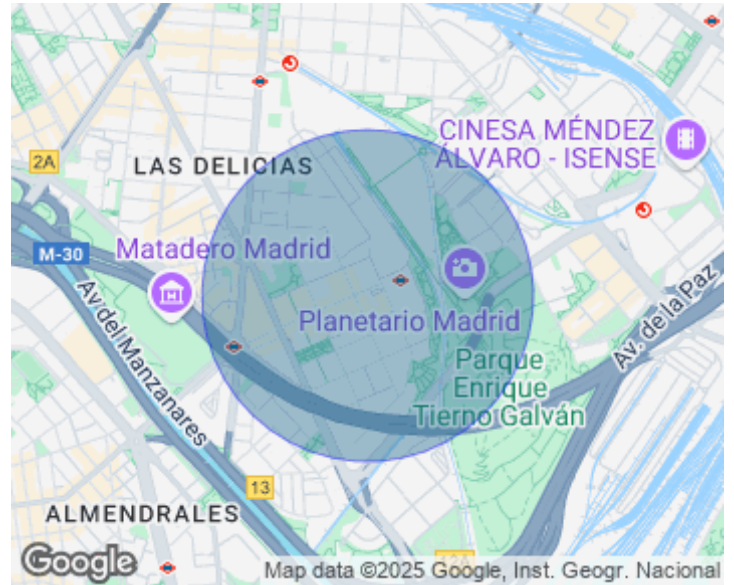 CINESA MÉNDEZ
ÁLVARO - ISENSE
2A
LAS DELICIAS
M-30
Matadero Madrid
Av. de la Paz
Av del Manzanares
Planetario Madrid
Parque
Enrique
Tierno Galván
13
ALMENDRALES
Google
Map data ©2025 Google, Inst. Geogr. Nacional